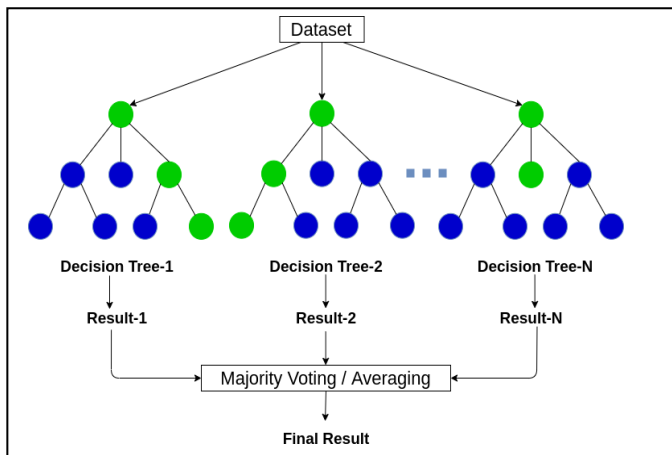 Dataset
Decision Tree-1
Decision Tree-2
Decision Tree-N
Result-1
Result-2
Result-N
Majority Voting / Averaging
Final Result